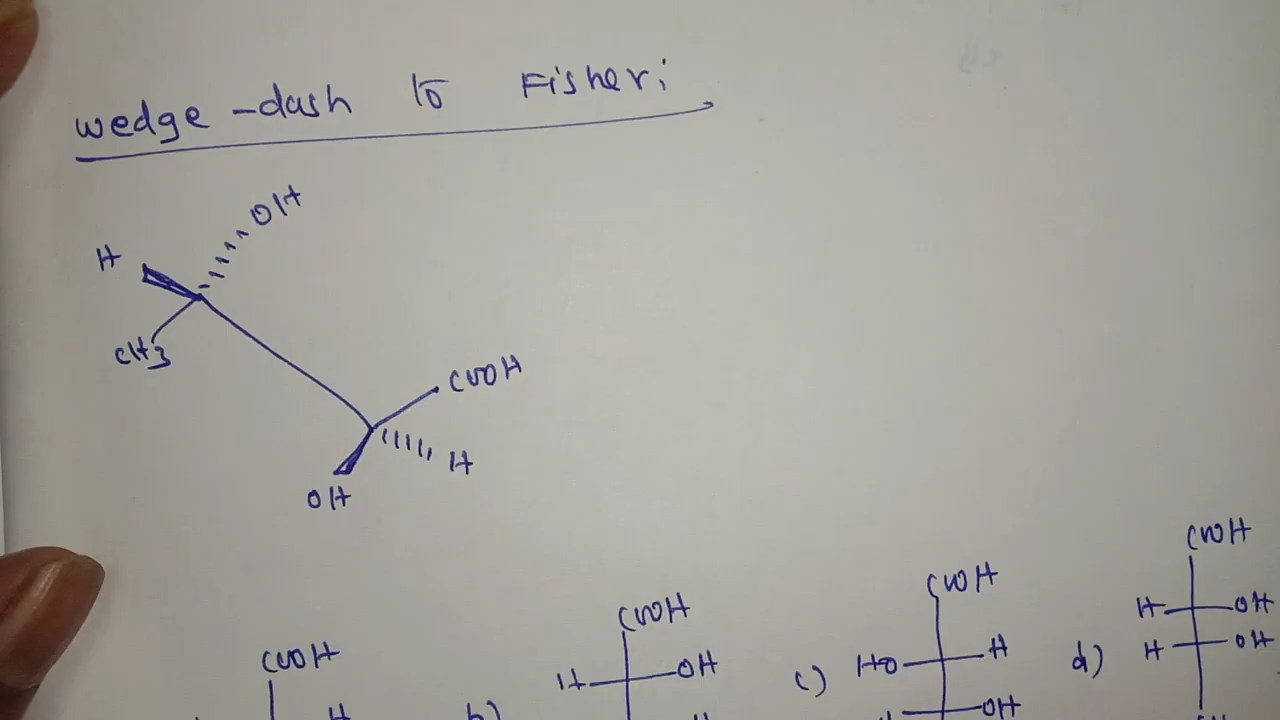 wedge-dash to Fisher:
OH
H
CH3
COOH
H
OH
COOH
H OH
H OH
COOH
HO H
c) OH
COOH
H OH
b)
COOH
H
d)